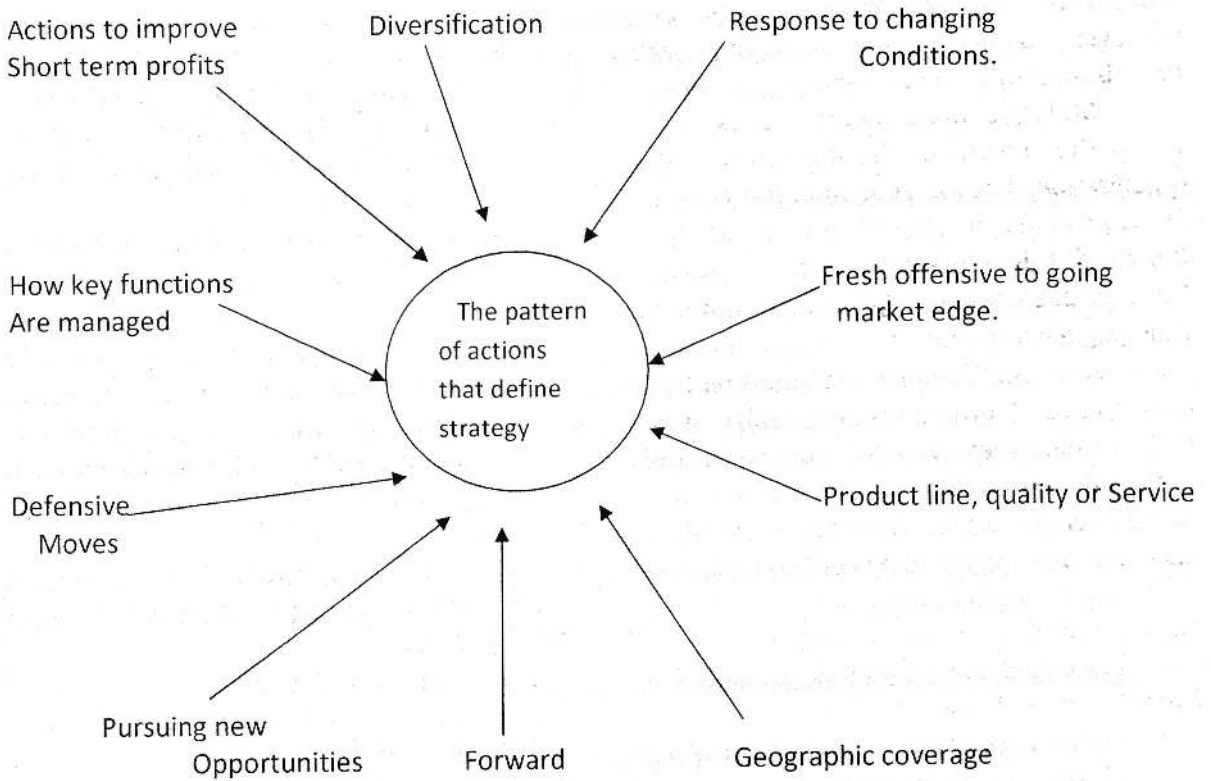 Actions to improve
Short term profits
Diversification
Response to changing
Conditions.
How key functions
Are managed
The pattern
of actions
that define
strategy
Fresh offensive to going
market edge.
Defensive
Moves
Product line, quality or Service
Pursuing new
Opportunities
Forward
Geographic coverage